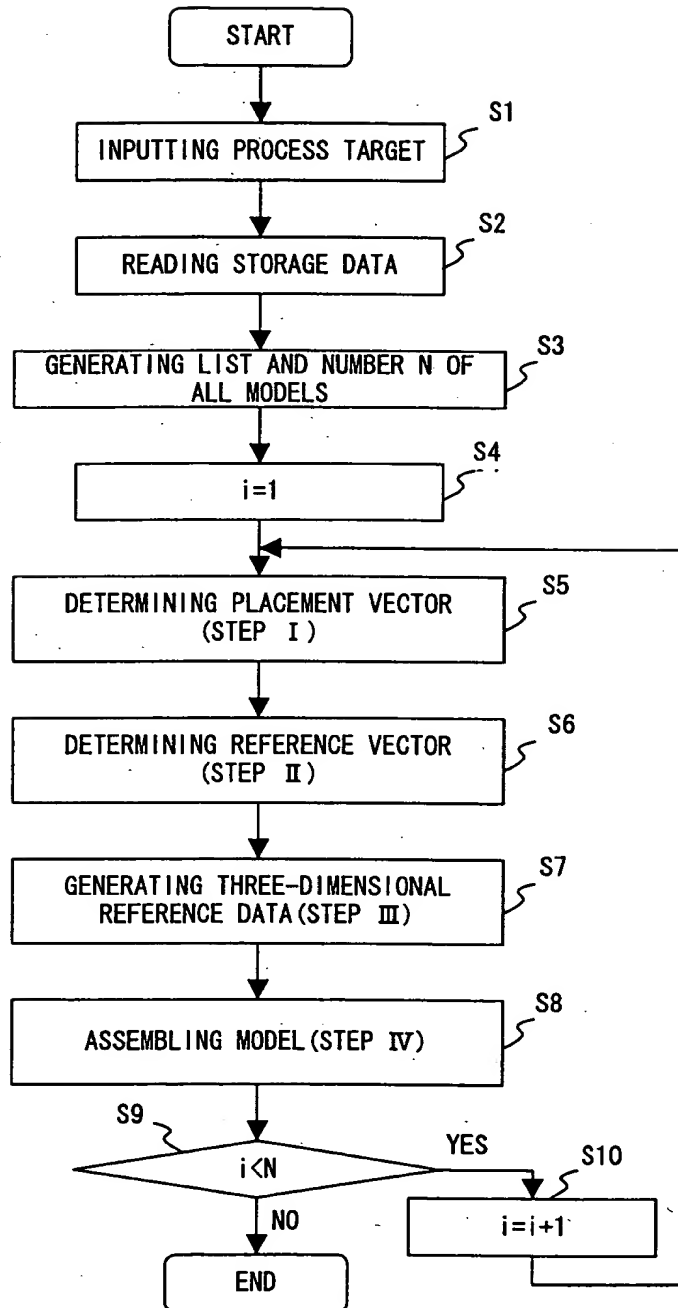 START
S1
INPUTTING PROCESS TARGET
S2
READING STORAGE DATA
S3
GENERATING LIST AND NUMBER N OF
ALL MODELS
S4
i=1
S5
DETERMINING PLACEMENT VECTOR
(STEP Ⅰ)
S6
DETERMINING REFERENCE VECTOR
(STEP Ⅱ)
S7
GENERATING THREE-DIMENSIONAL
REFERENCE DATA(STEP Ⅲ)
S8
ASSEMBLING MODEL(STEP Ⅳ)
S9
i<N
YES
S10
i=i+1
NO
END